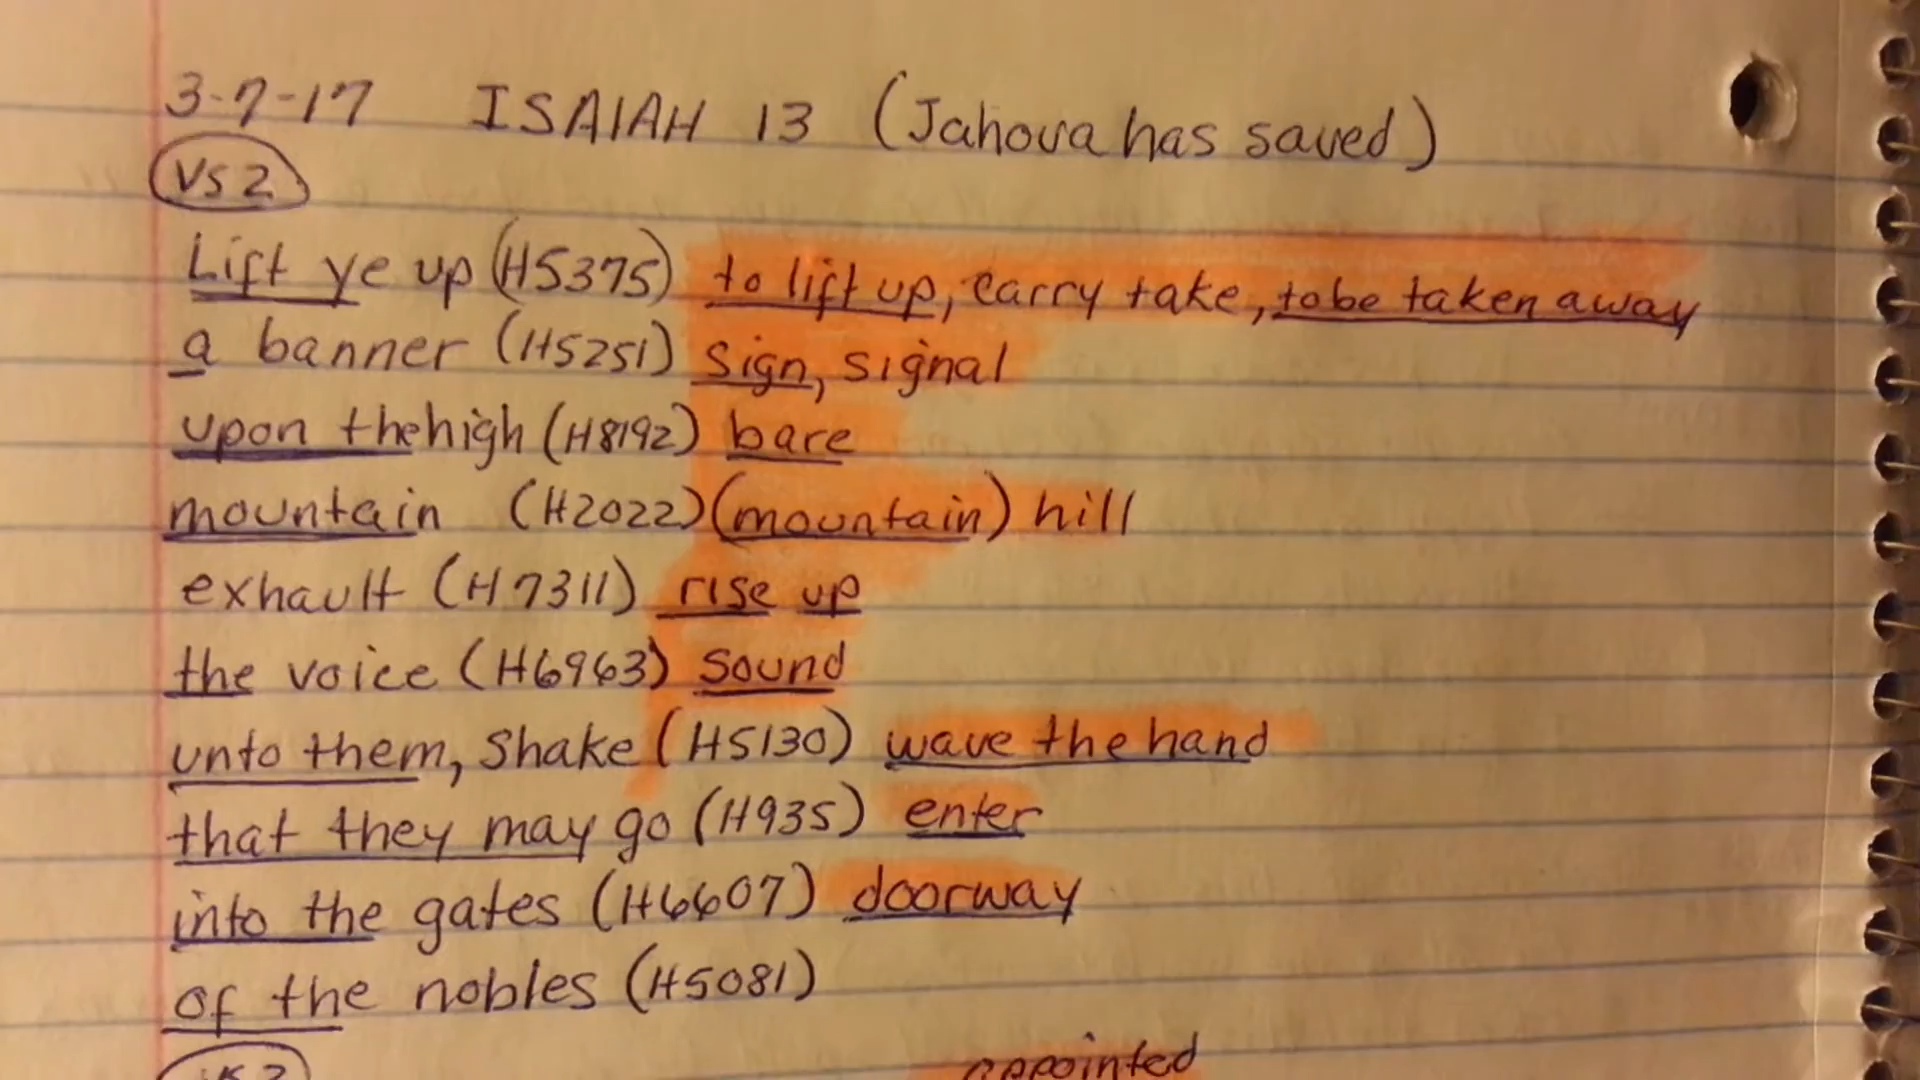 3-7-17 ISAIAH 13 (Jahova has saved)
VS 2
Lift ye up (H5375) to lift up, carry take, to be taken away
a banner (H5251) sign, signal
upon the high (H8192) bare
mountain (H2022) (mountain) hill
exhault (H7311) rise up
the voice (H6963) sound
unto them, Shake (H5130) wave the hand
that they may go (H935) enter
into the gates (H6607) doorway
of the nobles (H5081)
appointed